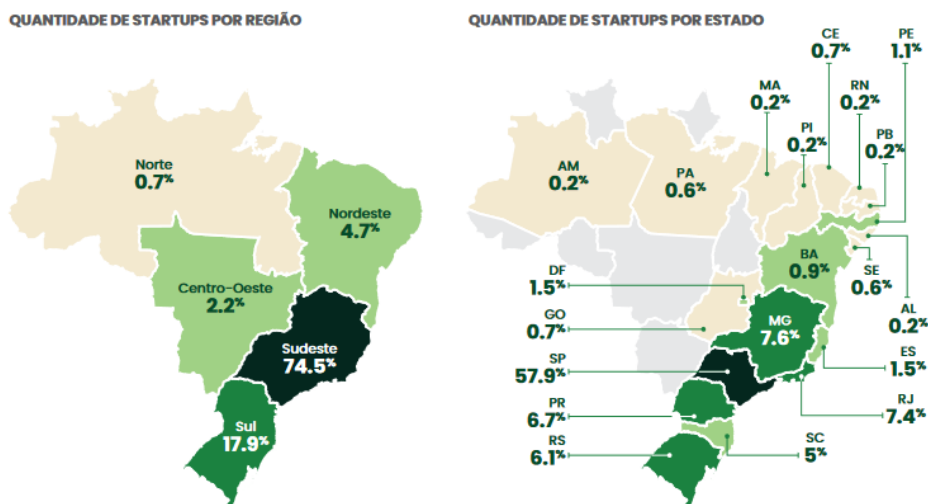 QUANTIDADE DE STARTUPS POR REGIÃO
Norte
0.7%
Nordeste
4.7%
Centro-Oeste
2.2%
Sudeste
74.5%
Sul
17.9%
QUANTIDADE DE STARTUPS POR ESTADO
CE
0.7%
PE
1.1%
MA
0.2%
RN
0.2%
PI
0.2%
PB
0.2%
AM
0.2%
PA
0.6%
BA
0.9%
SE
0.6%
DF
1.5%
AL
0.2%
GO
0.7%
MG
7.6%
ES
1.5%
SP
57.9%
RJ
7.4%
PR
6.7%
SC
5%
RS
6.1%